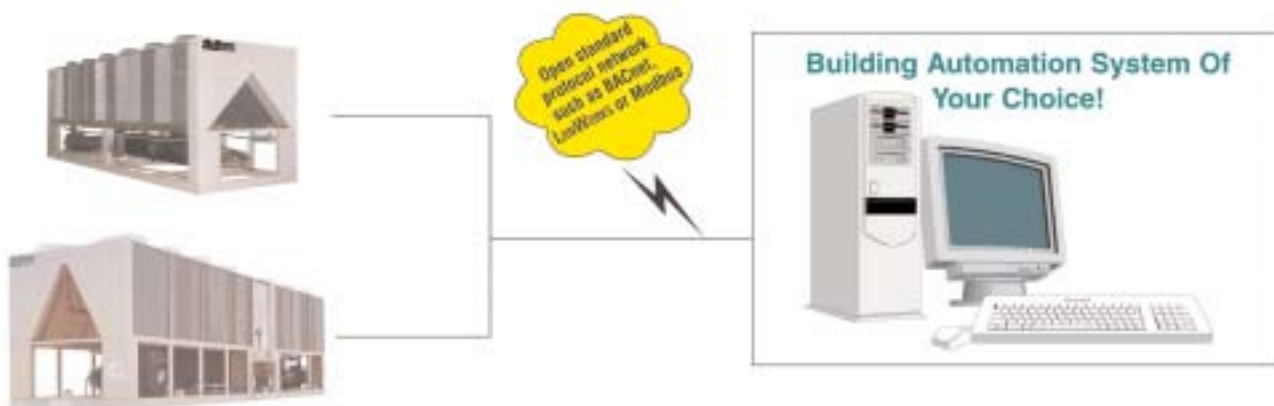 Open standard
protocol network
such as BACnet,
LONWORKS or Modbus
Building Automation System Of
Your Choice!